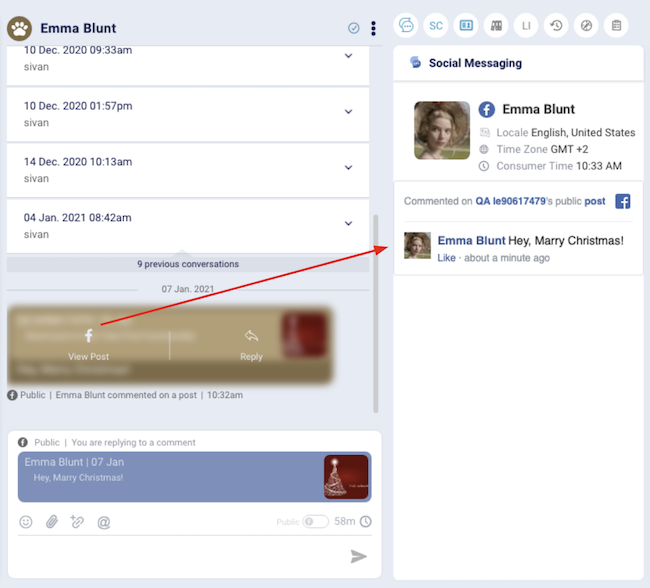 Emma Blunt
10 Dec. 2020 09:33am
sivan
10 Dec. 2020 01:57pm
sivan
14 Dec. 2020 10:13am
sivan
04 Jan. 2021 08:42am
sivan
9 previous conversations
07 Jan. 2021
View Post
Reply
Public | Emma Blunt commented on a post | 10:32am
Public | You are replying to a comment
Emma Blunt | 07 Jan
Hey, Marry Christmas!
Public
58m
SC
LI
Social Messaging
Emma Blunt
Locale English, United States
Time Zone GMT +2
Consumer Time 10:33 AM
Commented on QA le90617479's public post
Emma Blunt Hey, Marry Christmas!
Like · about a minute ago